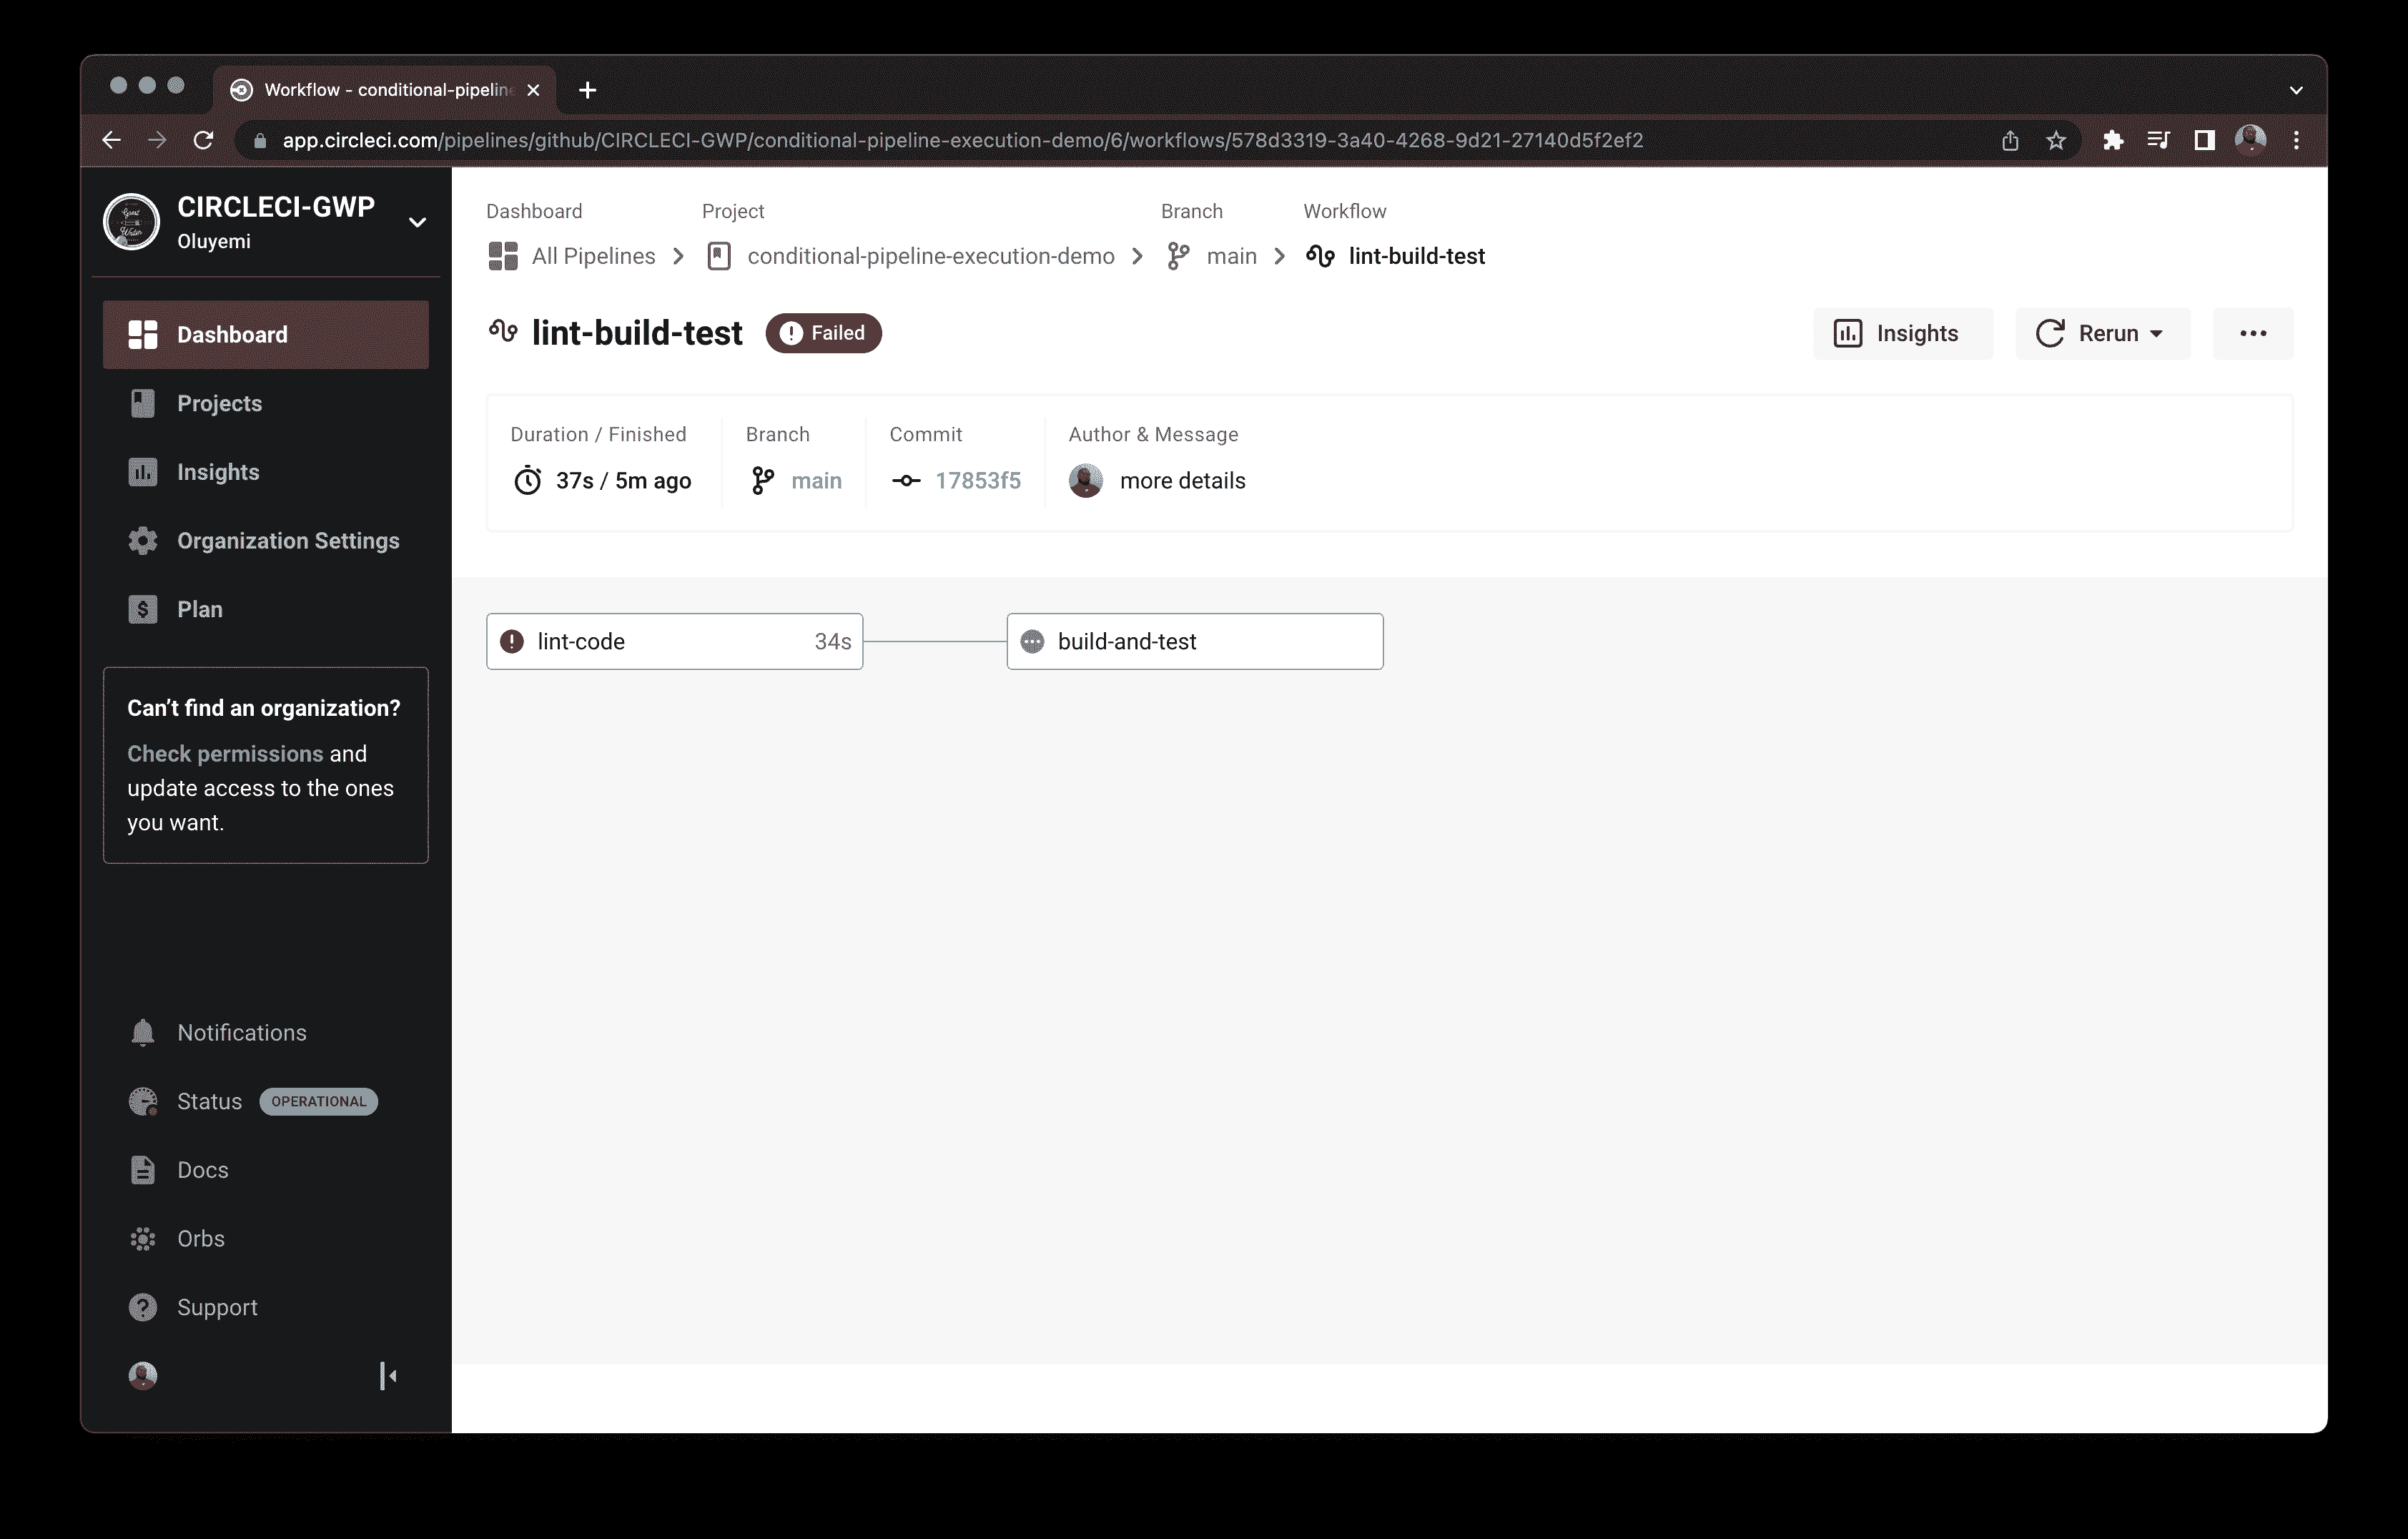 Workflow - conditional-pipeline
app.circleci.com/pipelines/github/CIRCLECI-GWP/conditional-pipeline-execution-demo/6/workflows/578d3319-3a40-4268-9d21-27140d5f2ef2
CIRCLECI-GWP
Oluyemi
Dashboard
Projects
Insights
Organization Settings
Plan
Can't find an organization?
Check permissions and
update access to the ones
you want.
Notifications
Status OPERATIONAL
Docs
Orbs
Support
Dashboard Project Branch Workflow
All Pipelines conditional-pipeline-execution-demo main lint-build-test
lint-build-test Failed Insights Rerun
Duration / Finished Branch Commit Author & Message
37s / 5m ago main 17853f5 more details
lint-code 34s build-and-test